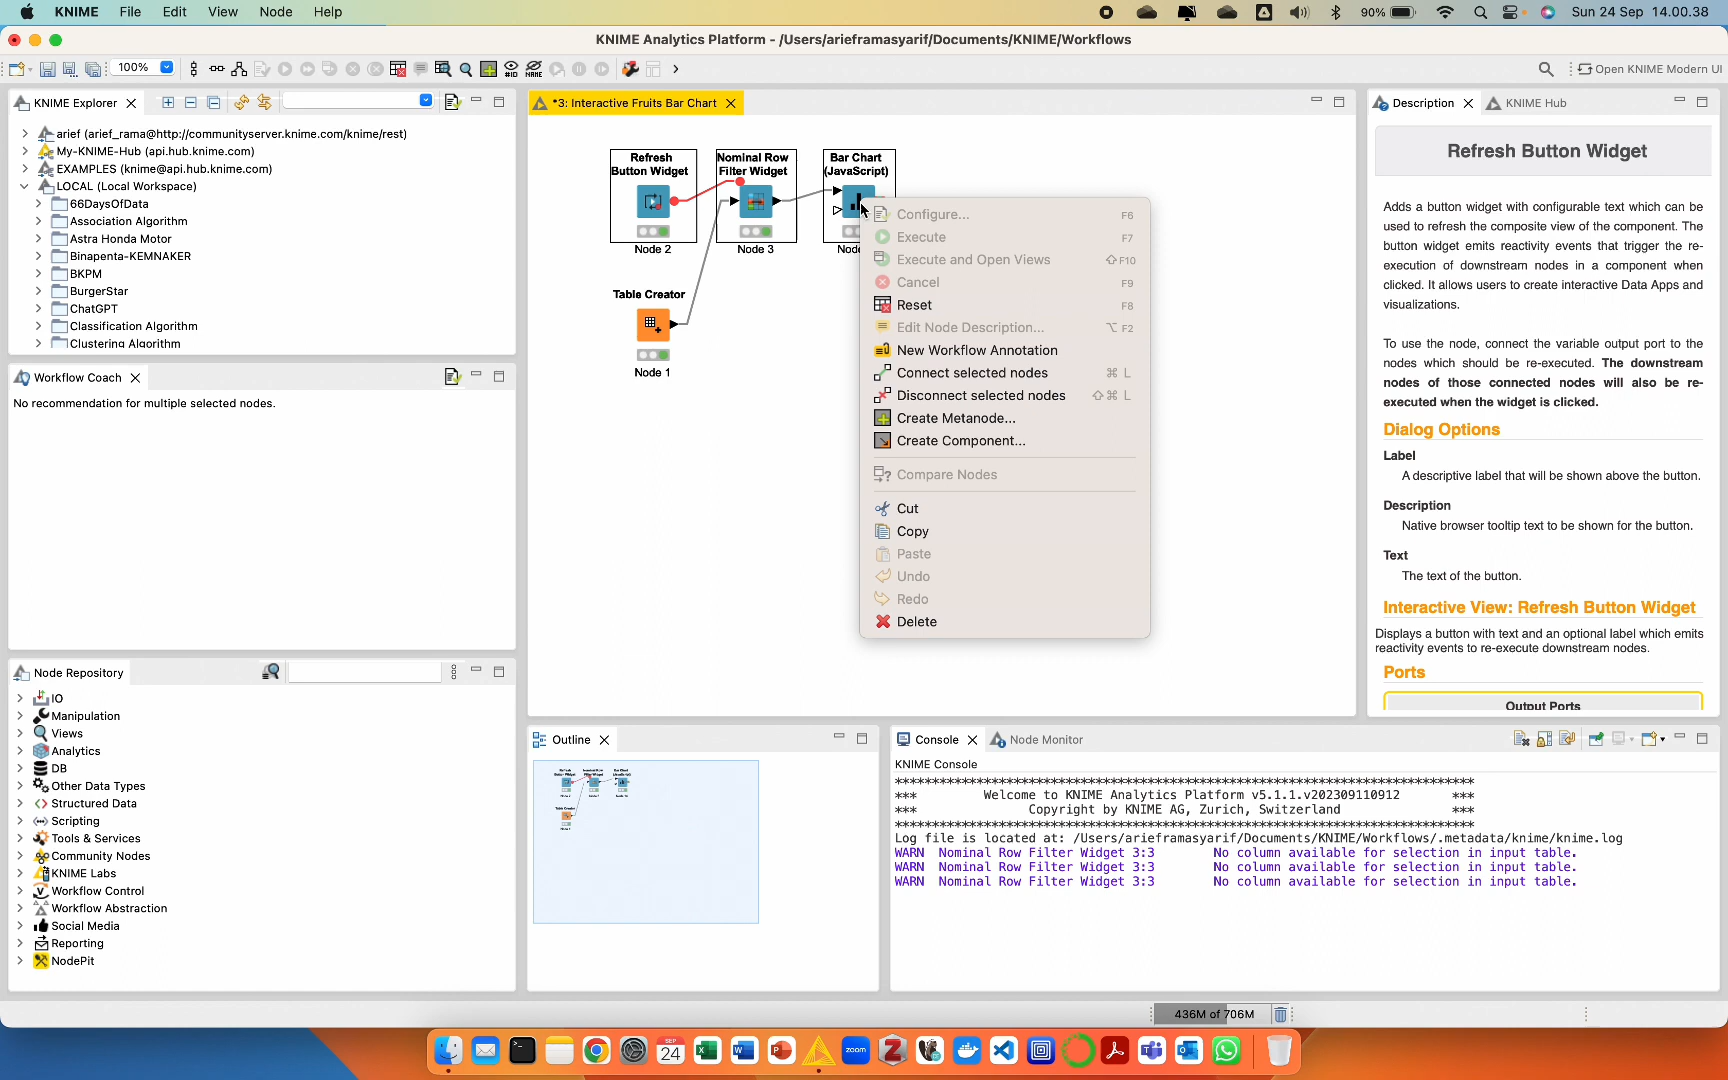 KNIME File Edit View Node Help
90% Sun 24 Sep 14.00.38
KNIME Analytics Platform - /Users/arieframasyarif/Documents/KNIME/Workflows
100%
#ID NAME
Open KNIME Modern UI
KNIME Explorer
arief (arief_rama@http://communityserver.knime.com/knime/rest)
My-KNIME-Hub (api.hub.knime.com)
EXAMPLES (knime@api.hub.knime.com)
LOCAL (Local Workspace)
66DaysOfData
Association Algorithm
Astra Honda Motor
Binapenta-KEMNAKER
BKPM
BurgerStar
ChatGPT
Classification Algorithm
Clustering Algorithm
Workflow Coach
No recommendation for multiple selected nodes.
Node Repository
IO
Manipulation
Views
Analytics
DB
Other Data Types
Structured Data
Scripting
Tools & Services
Community Nodes
KNIME Labs
Workflow Control
Workflow Abstraction
Social Media
Reporting
NodePit
*3: Interactive Fruits Bar Chart
Refresh
Button Widget
Node 2
Nominal Row
Filter Widget
Node 3
Bar Chart
(JavaScript)
Node
Table Creator
Node 1
Configure... F6
Execute F7
Execute and Open Views ⇧F10
Cancel F9
Reset F8
Edit Node Description... ⌥ F2
New Workflow Annotation
Connect selected nodes ⌘ L
Disconnect selected nodes ⇧⌘ L
Create Metanode...
Create Component...
Compare Nodes
Cut
Copy
Paste
Undo
Redo
Delete
Outline
Description
KNIME Hub
Refresh Button Widget
Adds a button widget with configurable text which can be
used to refresh the composite view of the component. The
button widget emits reactivity events that trigger the re-
execution of downstream nodes in a component when
clicked. It allows users to create interactive Data Apps and
visualizations.
To use the node, connect the variable output port to the
nodes which should be re-executed. The downstream
nodes of those connected nodes will also be re-
executed when the widget is clicked.
Dialog Options
Label
A descriptive label that will be shown above the button.
Description
Native browser tooltip text to be shown for the button.
Text
The text of the button.
Interactive View: Refresh Button Widget
Displays a button with text and an optional label which emits
reactivity events to re-execute downstream nodes.
Ports
Output Ports
Console
Node Monitor
KNIME Console
*** Welcome to KNIME Analytics Platform v5.1.1.v202309110912 ***
*** Copyright by KNIME AG, Zurich, Switzerland ***
Log file is located at: /Users/arieframasyarif/Documents/KNIME/Workflows/.metadata/knime/knime.log
WARN Nominal Row Filter Widget 3:3 No column available for selection in input table.
WARN Nominal Row Filter Widget 3:3 No column available for selection in input table.
WARN Nominal Row Filter Widget 3:3 No column available for selection in input table.
436M of 706M
SEP
24
zoom